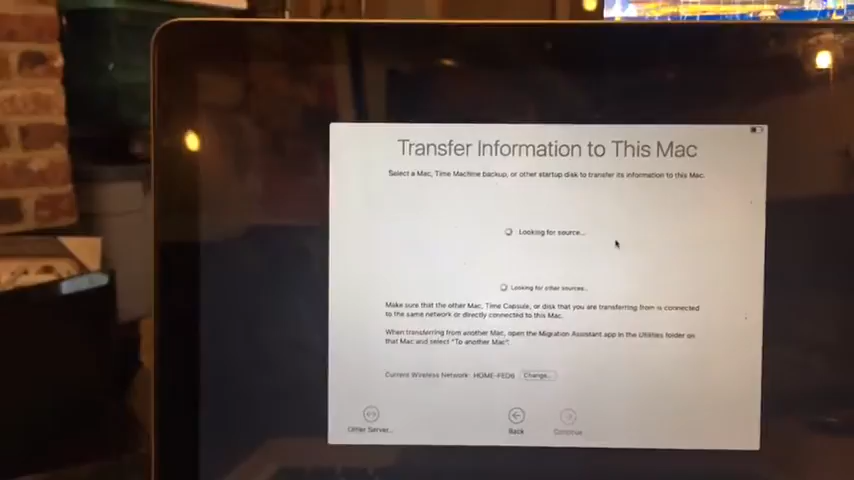 Transfer Information to This Mac
Select a Mac, Time Machine backup, or other startup disk to transfer its information to this Mac.
Looking for source...
Looking for other sources...
Make sure that the other Mac, Time Capsule, or disk that you are transferring from is connected
to the same network or directly connected to this Mac.
When transferring from another Mac, open the Migration Assistant app in the Utilities folder on
that Mac and select "To another Mac".
Current Wireless Network: HOME-FED6 Change...
Other Server...
Back
Continue